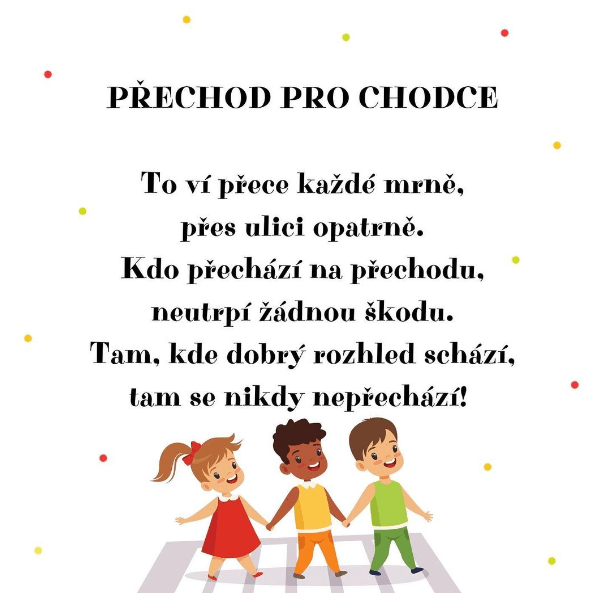 PŘECHOD PRO CHODCE
To ví přece každé mrně,
přes ulici opatrně.
Kdo přechází na přechodu,
neutrpí žádnou škodu.
Tam, kde dobrý rozhled schází,
tam se nikdy nepřechází!